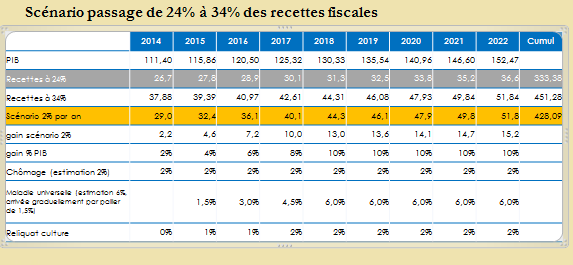 Scénario passage de 24% à 34% des recettes fiscales
2014 2015 2016 2017 2018 2019 2020 2021 2022 Cumul
PIB 111,40 115,86 120,50 125,32 130,33 135,54 140,96 146,60 152,47
Recettes à 24% 26,7 27,8 28,9 30,1 31,3 32,5 33,8 35,2 36,6 333,38
Recettes à 34% 37,88 39,39 40,97 42,61 44,31 46,08 47,93 49,84 51,84 451,28
Scénario 2% par an 29,0 32,4 36,1 40,1 44,3 46,1 47,9 49,8 51,8 428,09
gain scénario 2% 2,2 4,6 7,2 10,0 13,0 13,6 14,1 14,7 15,2
gain % PIB 2% 4% 6% 8% 10% 10% 10% 10% 10%
Chômage (estimation 2%) 2% 2% 2% 2% 2% 2% 2% 2% 2%
Maladie universelle (estimation 6%,
arrivée graduellement par palier
de 1,5%) 1,5% 3,0% 4,5% 6,0% 6,0% 6,0% 6,0% 6,0%
Reliquat culture 0% 1% 1% 2% 2% 2% 2% 2% 2%